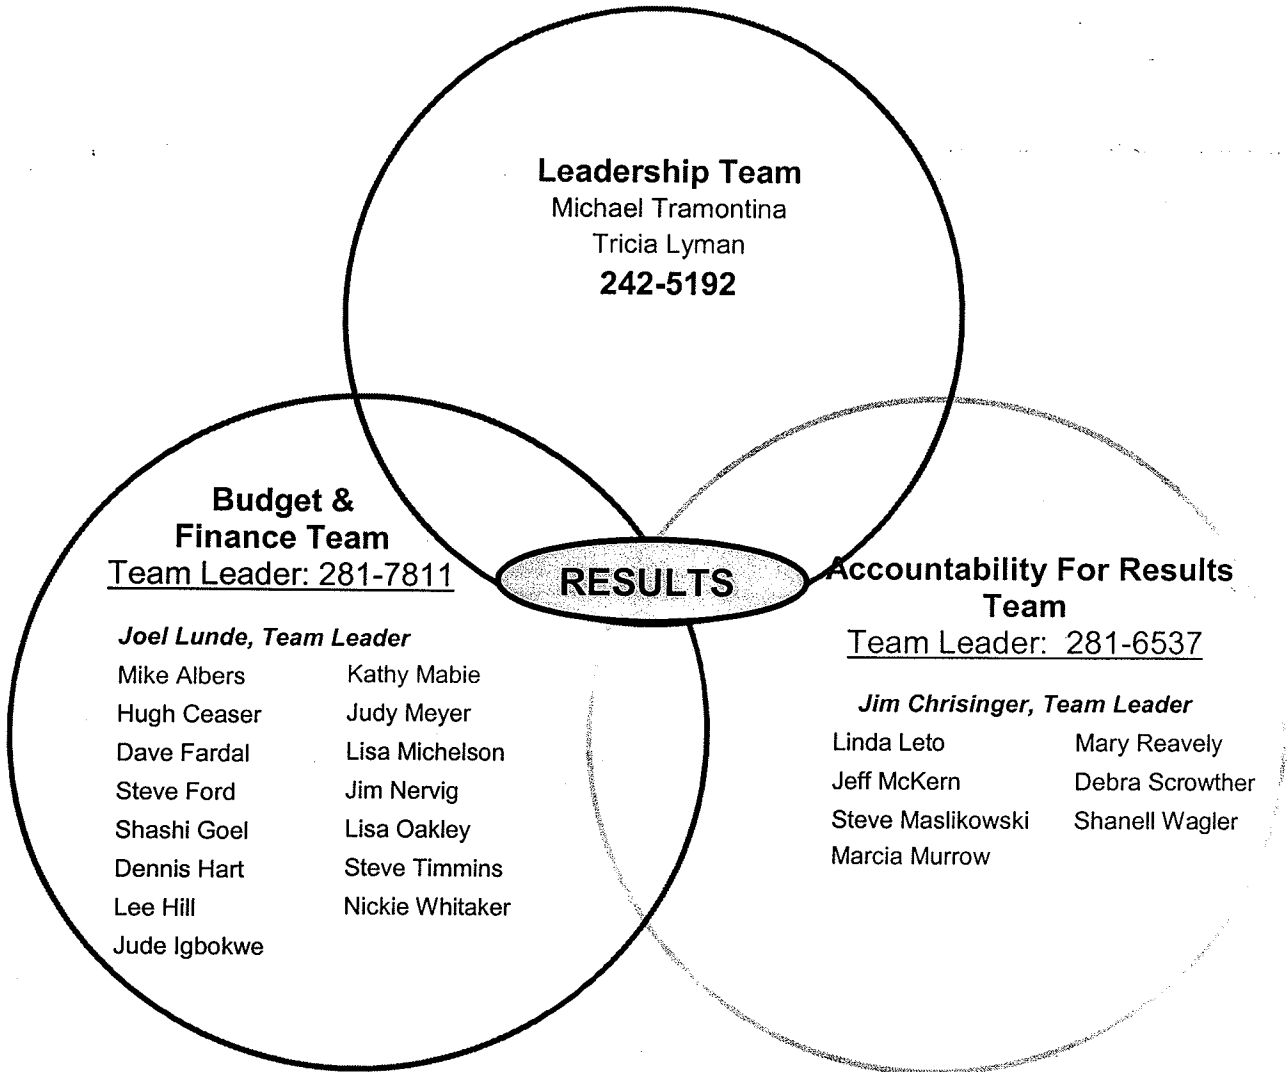 Leadership Team
Michael Tramontina
Tricia Lyman
242-5192
Budget &
Finance Team
Team Leader: 281-7811
Joel Lunde, Team Leader
Mike Albers Kathy Mabie
Hugh Ceaser Judy Meyer
Dave Fardal Lisa Michelson
Steve Ford Jim Nervig
Shashi Goel Lisa Oakley
Dennis Hart Steve Timmins
Lee Hill Nickie Whitaker
Jude Igbokwe
RESULTS
Accountability For Results
Team
Team Leader: 281-6537
Jim Chrisinger, Team Leader
Linda Leto Mary Reavely
Jeff McKern Debra Scrowther
Steve Maslikowski Shanell Wagler
Marcia Murrow